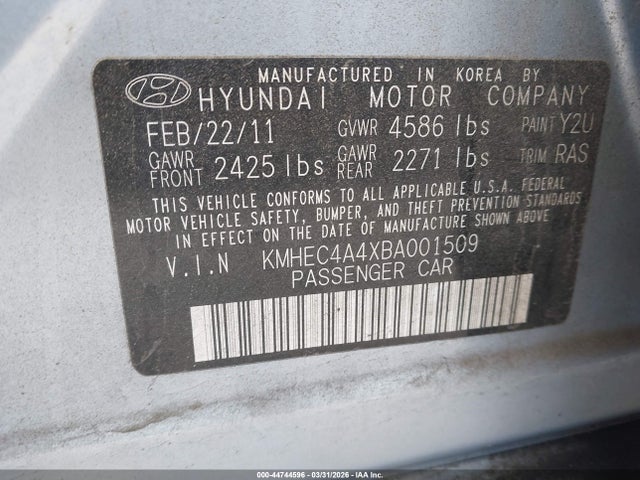 MANUFACTURED IN KOREA BY
HYUNDAI MOTOR COMPANY
FEB/22/11 GVWR 4586 lbs PAINT Y2U
GAWR FRONT 2425 lbs GAWR REAR 2271 lbs TRIM RAS
THIS VEHICLE CONFORMS TO ALL APPLICABLE U.S.A. FEDERAL
MOTOR VEHICLE SAFETY, BUMPER, AND THEFT PREVENTION STANDARDS
IN EFFECT ON THE DATE OF MANUFACTURE SHOWN ABOVE.
V.I.N KMHEC4A4XBA001509
PASSENGER CAR
000-44744596 - 03/31/2026 - IAA Inc.